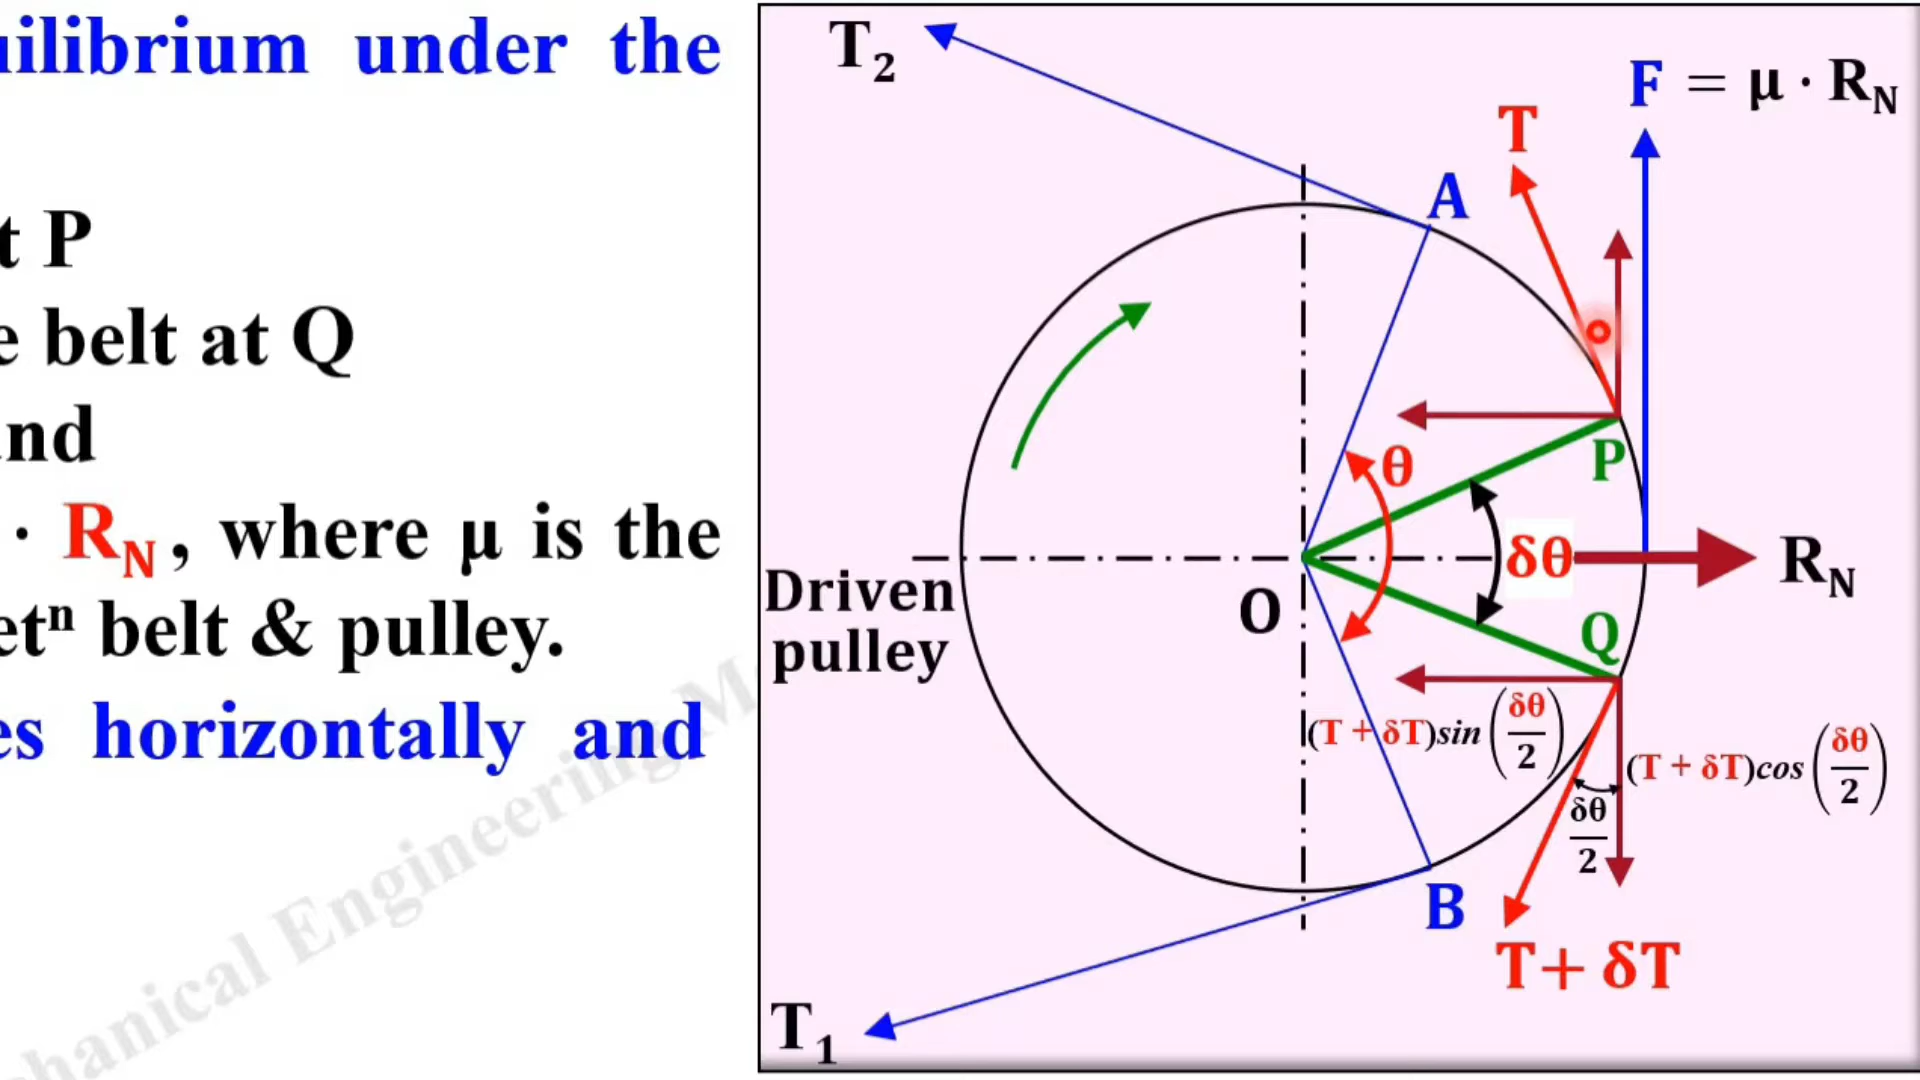 uilibrium under the
t P
e belt at Q
and
· R_N , where μ is the
etⁿ belt & pulley.
es horizontally and
hanical Engineering M
T₂
F = μ · R_N
T
A
θ
P
δθ
R_N
Driven
pulley
O
Q
(T + δT)sin(δθ/2)
(T + δT)cos(δθ/2)
δθ/2
B
T + δT
T₁